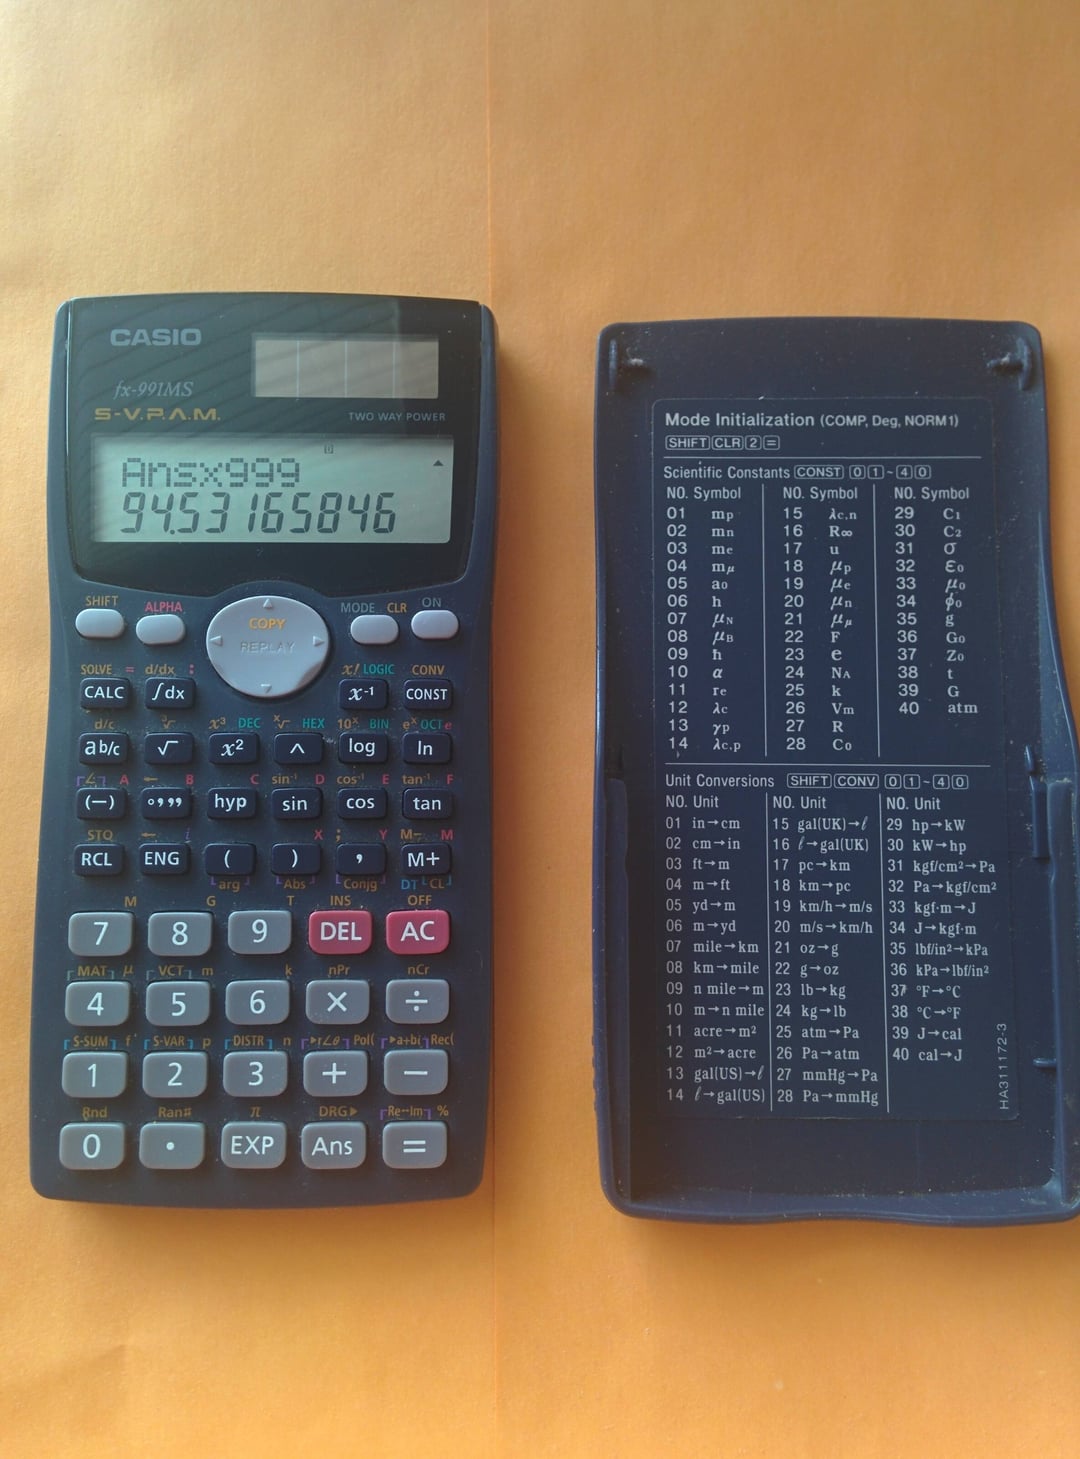 CASIO
fx-991MS
S-V.P.A.M.
TWO WAY POWER
D
Ans×999
94.53165846
SHIFT ALPHA MODE CLR ON
COPY
REPLAY
SOLVE = d/dx : x! LOGIC CONV
CALC ∫dx x⁻¹ CONST
d/c ³√ x³ DEC ˣ√ HEX 10ˣ BIN eˣ OCT e
ab/c √ x² ^ log ln
∠ A ← B C sin⁻¹ D cos⁻¹ E tan⁻¹ F
(−) °’’’ hyp sin cos tan
STO ← i X ; Y M− M
RCL ENG ( ) , M+
arg Abs Conjg DT CL
M G T INS OFF
7 8 9 DEL AC
MAT μ VCT m k nPr nCr
4 5 6 × ÷
S-SUM f S-VAR p DISTR n ▸r∠θ Pol( ▸a+bi Rec(
1 2 3 + −
Rnd Ran# π DRG▸ Re↔Im %
0 • EXP Ans =
Mode Initialization (COMP, Deg, NORM1)
SHIFT CLR 2 =
Scientific Constants CONST 0 1 ~ 4 0
NO. Symbol NO. Symbol NO. Symbol
01 mp 15 λc,n 29 C1
02 mn 16 R∞ 30 C2
03 me 17 u 31 σ
04 mμ 18 μp 32 ε0
05 a0 19 μe 33 μ0
06 h 20 μn 34 ϕ0
07 μN 21 μμ 35 g
08 μB 22 F 36 G0
09 ħ 23 e 37 Z0
10 α 24 NA 38 t
11 re 25 k 39 G
12 λc 26 Vm 40 atm
13 γp 27 R
14 λc,p 28 C0
Unit Conversions SHIFT CONV 0 1 ~ 4 0
NO. Unit NO. Unit NO. Unit
01 in→cm 15 gal(UK)→ℓ 29 hp→kW
02 cm→in 16 ℓ→gal(UK) 30 kW→hp
03 ft→m 17 pc→km 31 kgf/cm²→Pa
04 m→ft 18 km→pc 32 Pa→kgf/cm²
05 yd→m 19 km/h→m/s 33 kgf·m→J
06 m→yd 20 m/s→km/h 34 J→kgf·m
07 mile→km 21 oz→g 35 lbf/in²→kPa
08 km→mile 22 g→oz 36 kPa→lbf/in²
09 n mile→m 23 lb→kg 37 °F→°C
10 m→n mile 24 kg→lb 38 °C→°F
11 acre→m² 25 atm→Pa 39 J→cal
12 m²→acre 26 Pa→atm 40 cal→J
13 gal(US)→ℓ 27 mmHg→Pa
14 ℓ→gal(US) 28 Pa→mmHg
HA311172-3